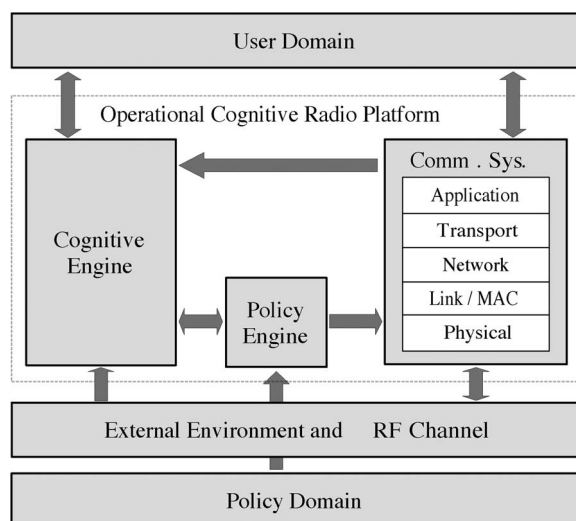 User Domain
Operational Cognitive Radio Platform
Cognitive
Engine
Policy
Engine
Comm . Sys.
Application
Transport
Network
Link / MAC
Physical
External Environment and RF Channel
Policy Domain